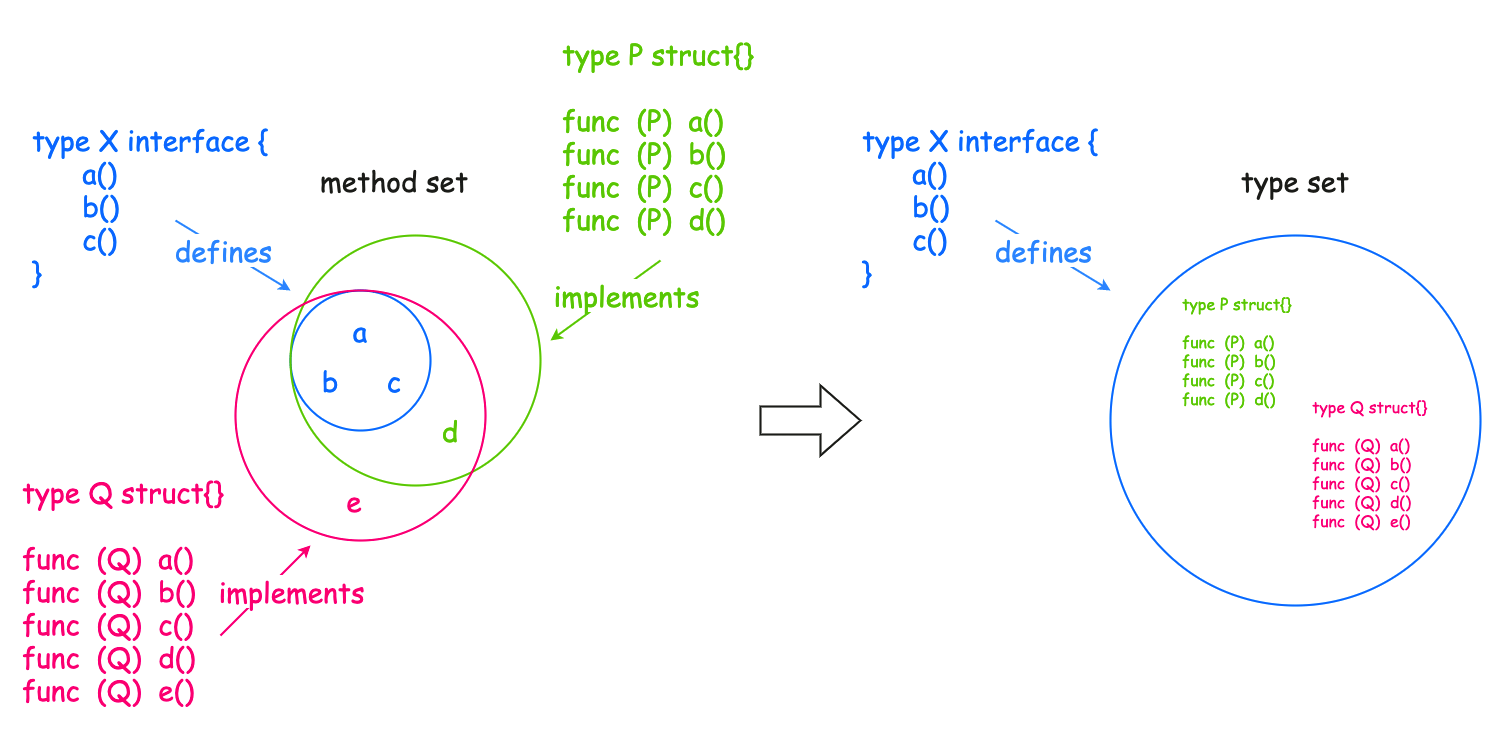 type P struct{}
func (P) a()
func (P) b()
func (P) c()
func (P) d()
implements
type X interface {
a()
b()
c()
}
defines
method set
a
b c
d
e
type Q struct{}
func (Q) a()
func (Q) b()
func (Q) c()
func (Q) d()
func (Q) e()
implements
type X interface {
a()
b()
c()
}
defines
type set
type P struct{}
func (P) a()
func (P) b()
func (P) c()
func (P) d()
type Q struct{}
func (Q) a()
func (Q) b()
func (Q) c()
func (Q) d()
func (Q) e()